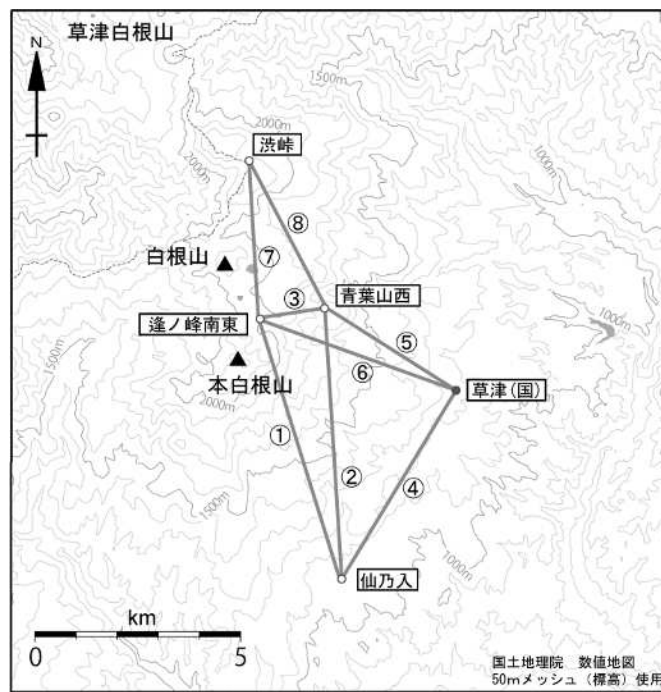 草津白根山
N
1500m
2000m
2000m
1000m
渋峠
⑧
⑦
白根山
③
青葉山西
逢ノ峰南東
⑤
1000m
⑥
1500m
本白根山
草津(国)
2000m
①
②
④
1500m
1000m
仙乃入
km
0
5
国土地理院 数値地図
50mメッシュ(標高)使用